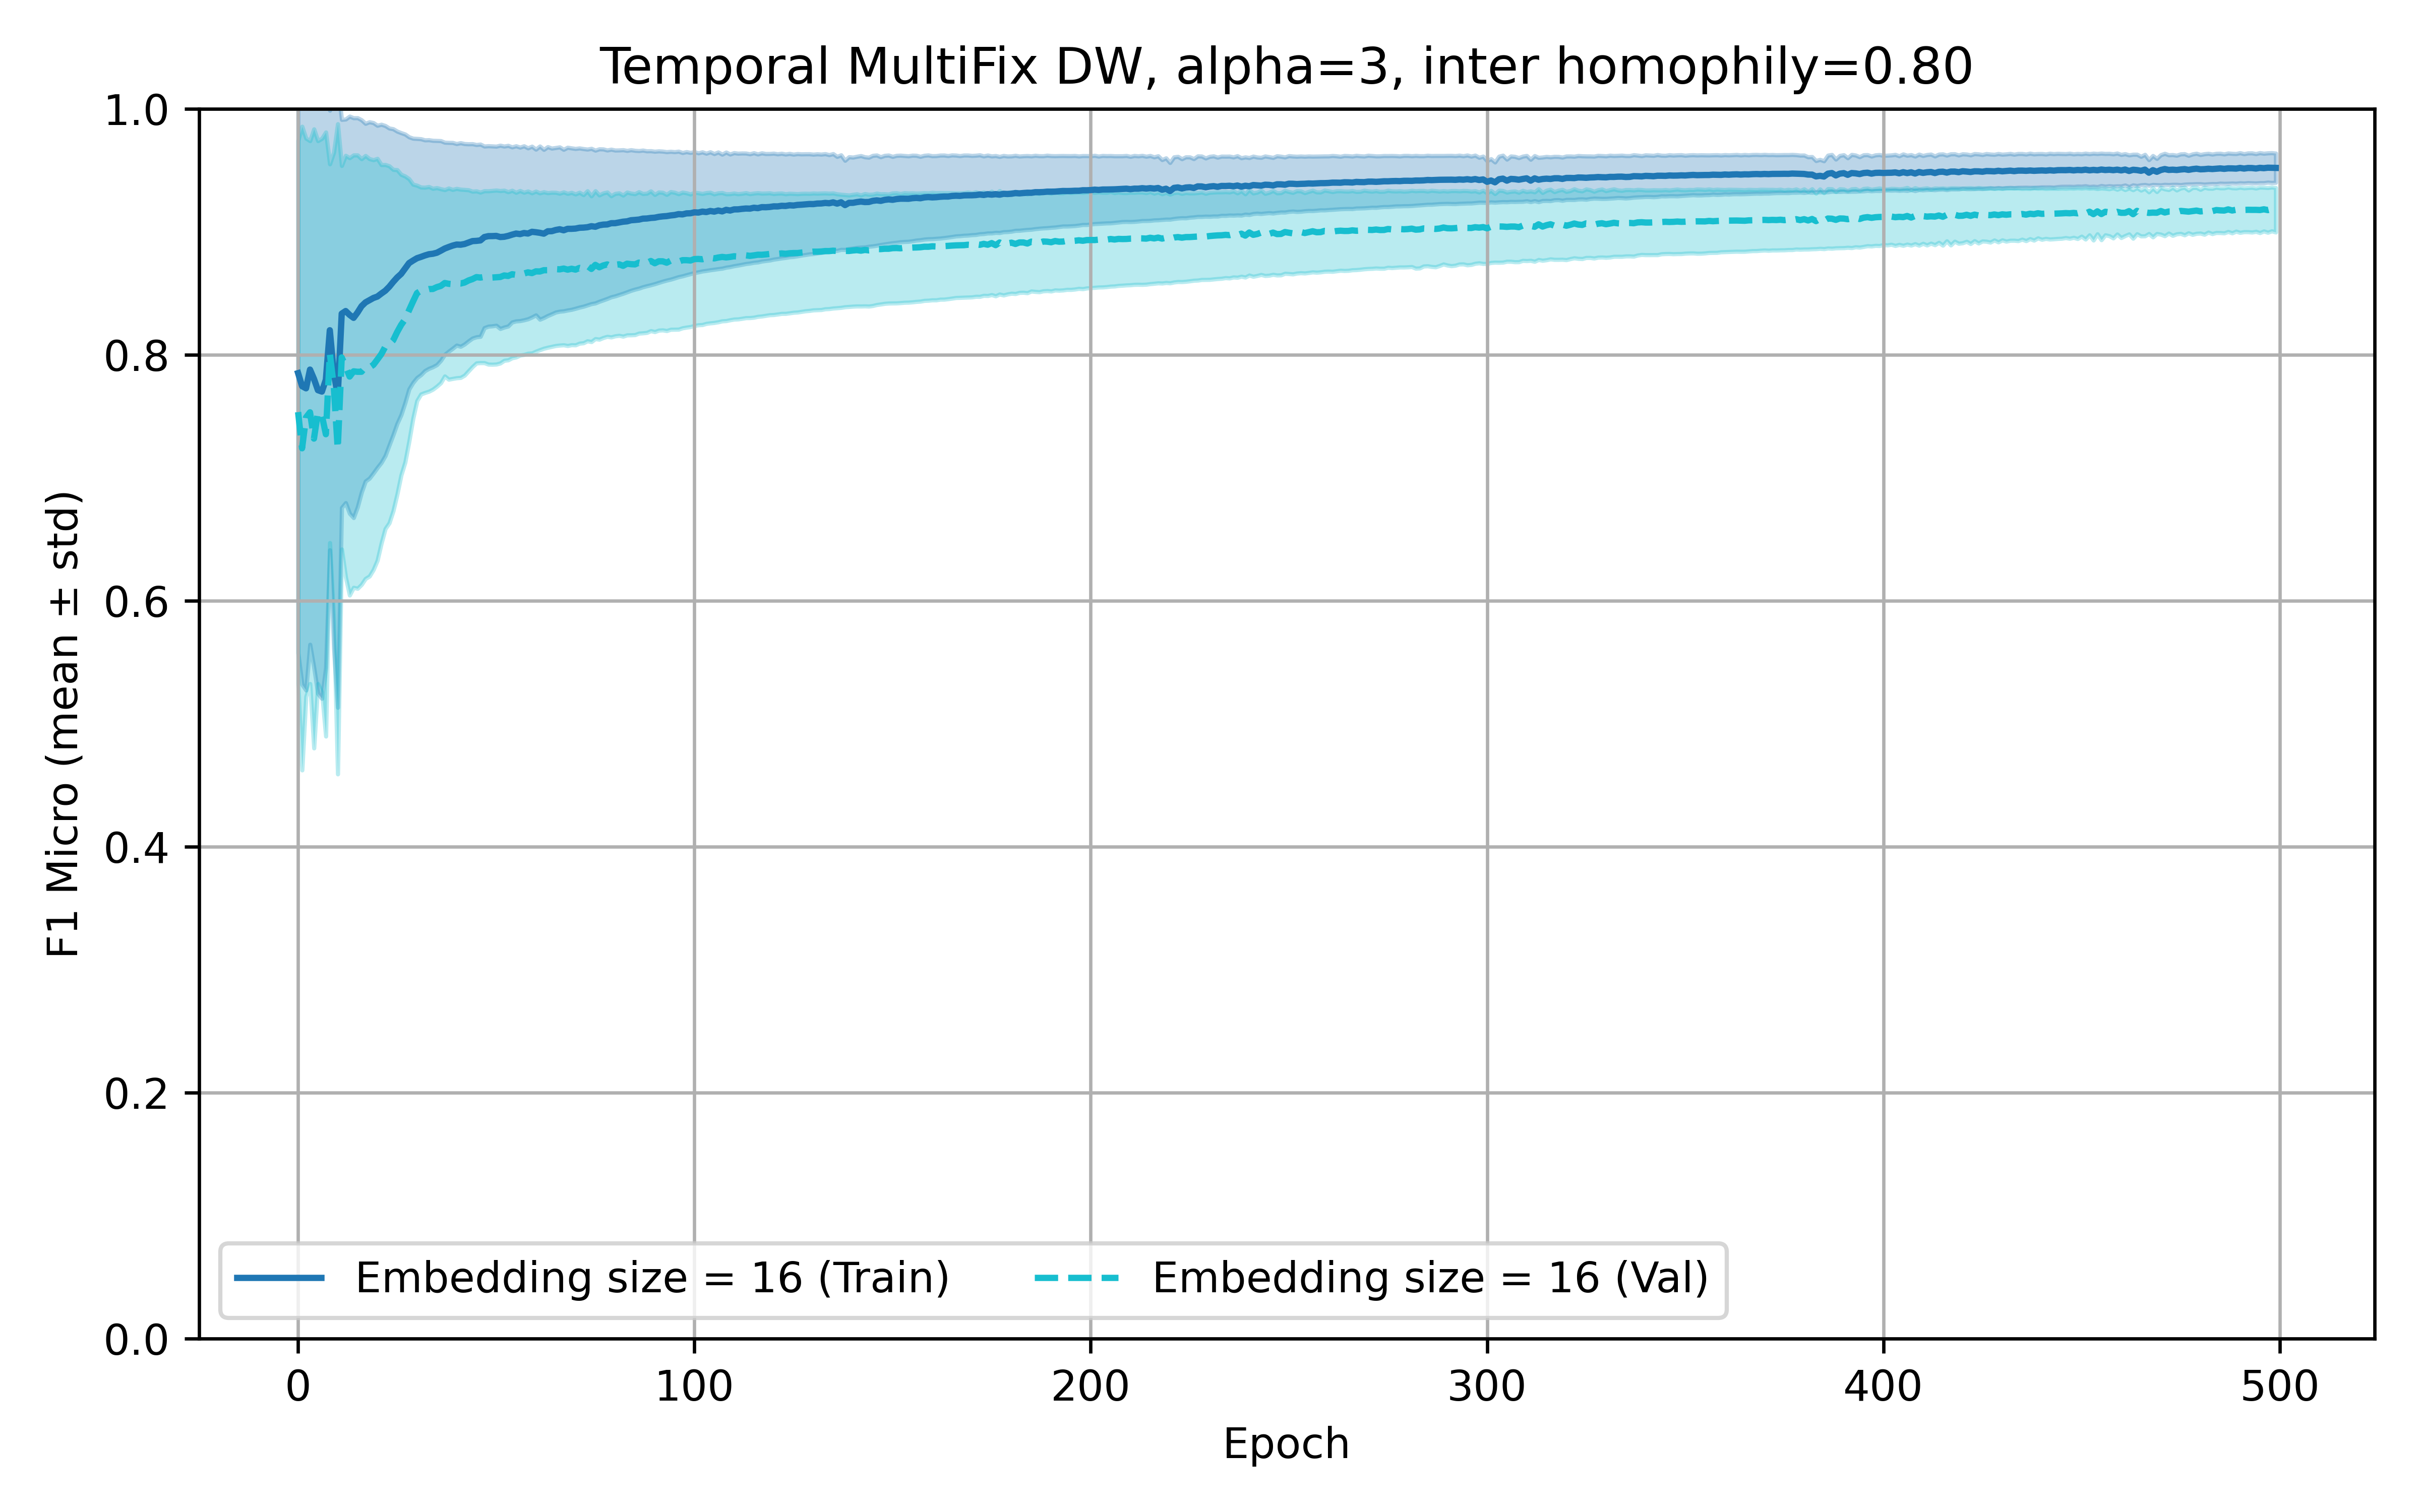 Temporal MultiFix DW, alpha=3, inter homophily=0.80
F1 Micro (mean ± std)
1.0
0.8
0.6
0.4
0.2
0.0
Embedding size = 16 (Train)
Embedding size = 16 (Val)
0
100
200
300
400
500
Epoch